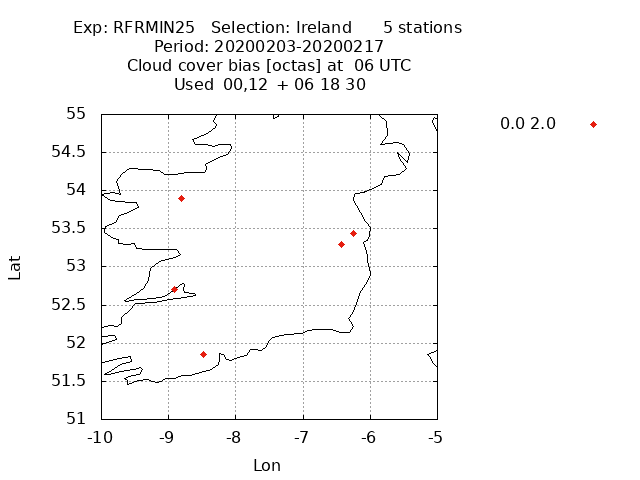 Exp: RFRMIN25   Selection: Ireland      5 stations
Period: 20200203-20200217
Cloud cover bias [octas] at  06 UTC
Used  00,12  + 06 18 30
0.0 2.0
55
54.5
54
53.5
53
52.5
52
51.5
51
-10 -9 -8 -7 -6 -5
Lat
Lon